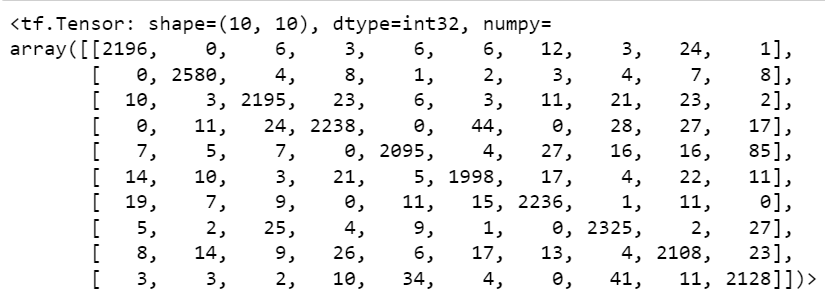 <tf.Tensor: shape=(10, 10), dtype=int32, numpy=
array([[2196, 0, 6, 3, 6, 6, 12, 3, 24, 1],
[ 0, 2580, 4, 8, 1, 2, 3, 4, 7, 8],
[ 10, 3, 2195, 23, 6, 3, 11, 21, 23, 2],
[ 0, 11, 24, 2238, 0, 44, 0, 28, 27, 17],
[ 7, 5, 7, 0, 2095, 4, 27, 16, 16, 85],
[ 14, 10, 3, 21, 5, 1998, 17, 4, 22, 11],
[ 19, 7, 9, 0, 11, 15, 2236, 1, 11, 0],
[ 5, 2, 25, 4, 9, 1, 0, 2325, 2, 27],
[ 8, 14, 9, 26, 6, 17, 13, 4, 2108, 23],
[ 3, 3, 2, 10, 34, 4, 0, 41, 11, 2128]])>